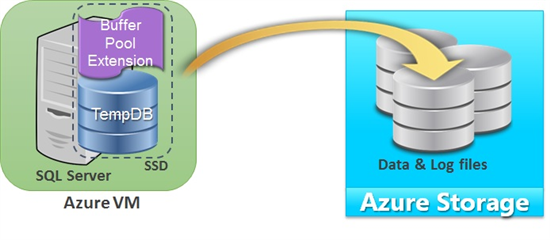 Buffer
Pool
Extension
TempDB
SSD
SQL Server
Azure VM
Data & Log files
Azure Storage